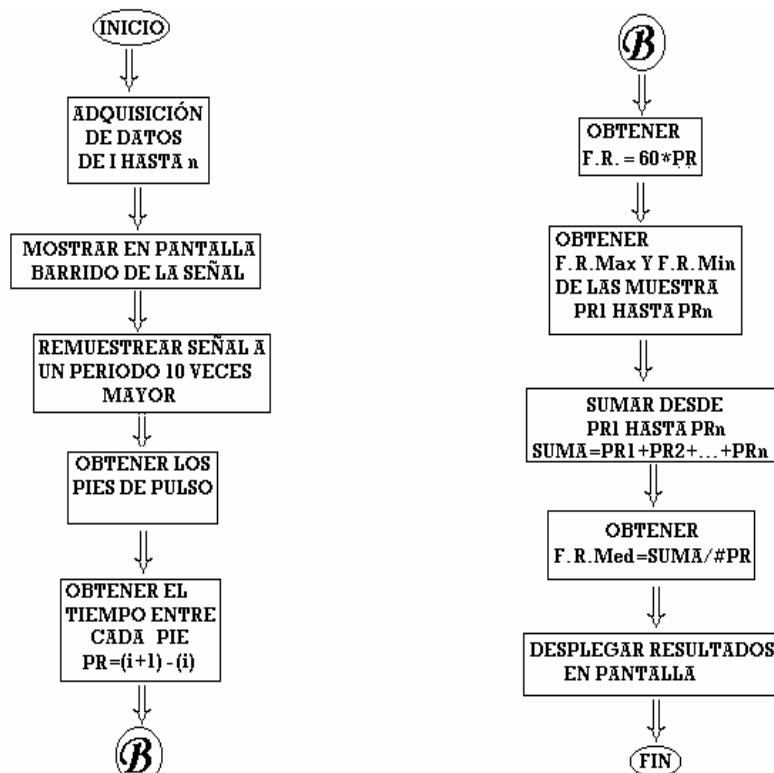 INICIO
ADQUISICIÓN
DE DATOS
DE I HASTA n
MOSTRAR EN PANTALLA
BARRIDO DE LA SEÑAL
REMUESTREAR SEÑAL A
UN PERIODO 10 VECES
MAYOR
OBTENER LOS
PIES DE PULSO
OBTENER EL
TIEMPO ENTRE
CADA PIE
PR=(i+1)-(i)
B
B
OBTENER
F.R. = 60*PR
OBTENER
F.R.Max Y F.R.Min
DE LAS MUESTRA
PR1 HASTA PRn
SUMAR DESDE
PR1 HASTA PRn
SUMA=PR1+PR2+...+PRn
OBTENER
F.R.Med=SUMA/#PR
DESPLEGAR RESULTADOS
EN PANTALLA
FIN